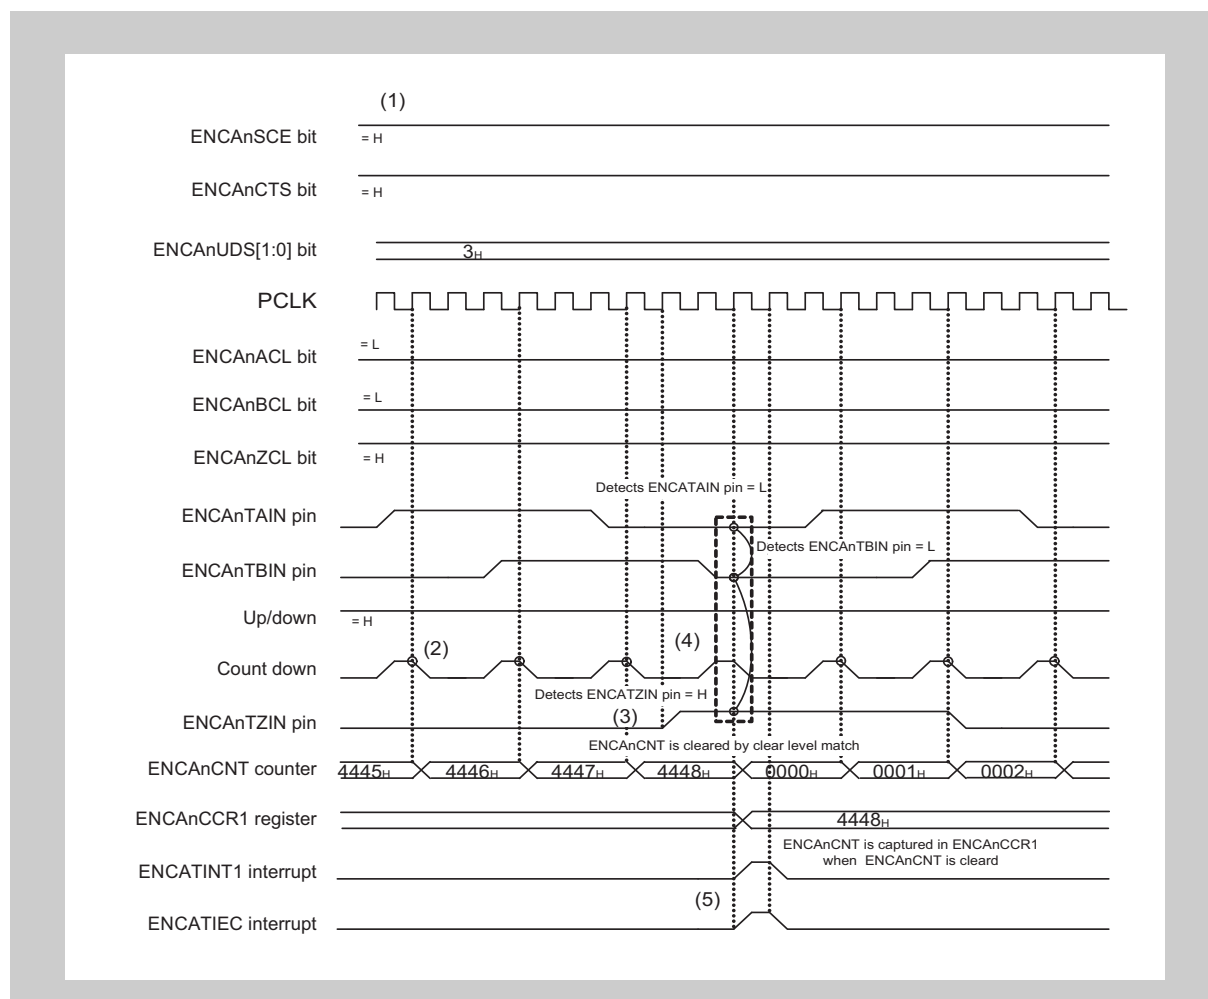 (1)
ENCAnSCE bit
= H
ENCAnCTS bit
= H
ENCAnUDS[1:0] bit
3H
PCLK
ENCAnACL bit
= L
ENCAnBCL bit
= L
ENCAnZCL bit
= H
Detects ENCATAIN pin = L
ENCAnTAIN pin
Detects ENCAnTBIN pin = L
ENCAnTBIN pin
Up/down
= H
(2)
(4)
Count down
Detects ENCATZIN pin = H
(3)
ENCAnTZIN pin
ENCAnCNT is cleared by clear level match
ENCAnCNT counter
4445H 4446H 4447H 4448H 0000H 0001H 0002H
ENCAnCCR1 register
4448H
ENCAnCNT is captured in ENCAnCCR1
when ENCAnCNT is cleard
ENCATINT1 interrupt
(5)
ENCATIEC interrupt